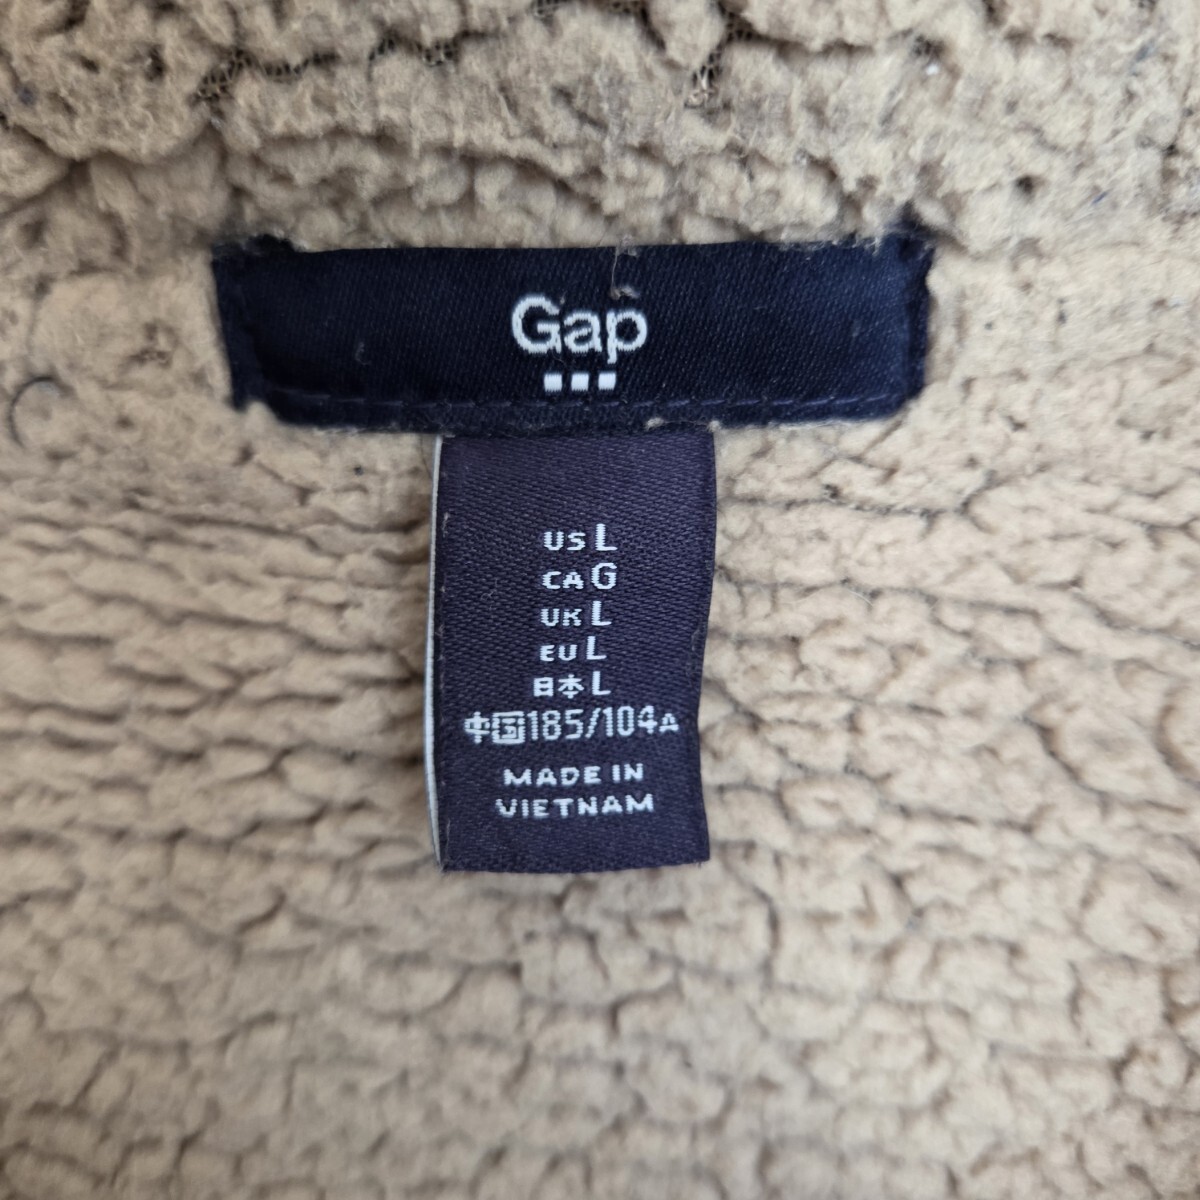 Gap
US L
CA G
UK L
EU L
日本 L
中国 185/104A
MADE IN
VIETNAM